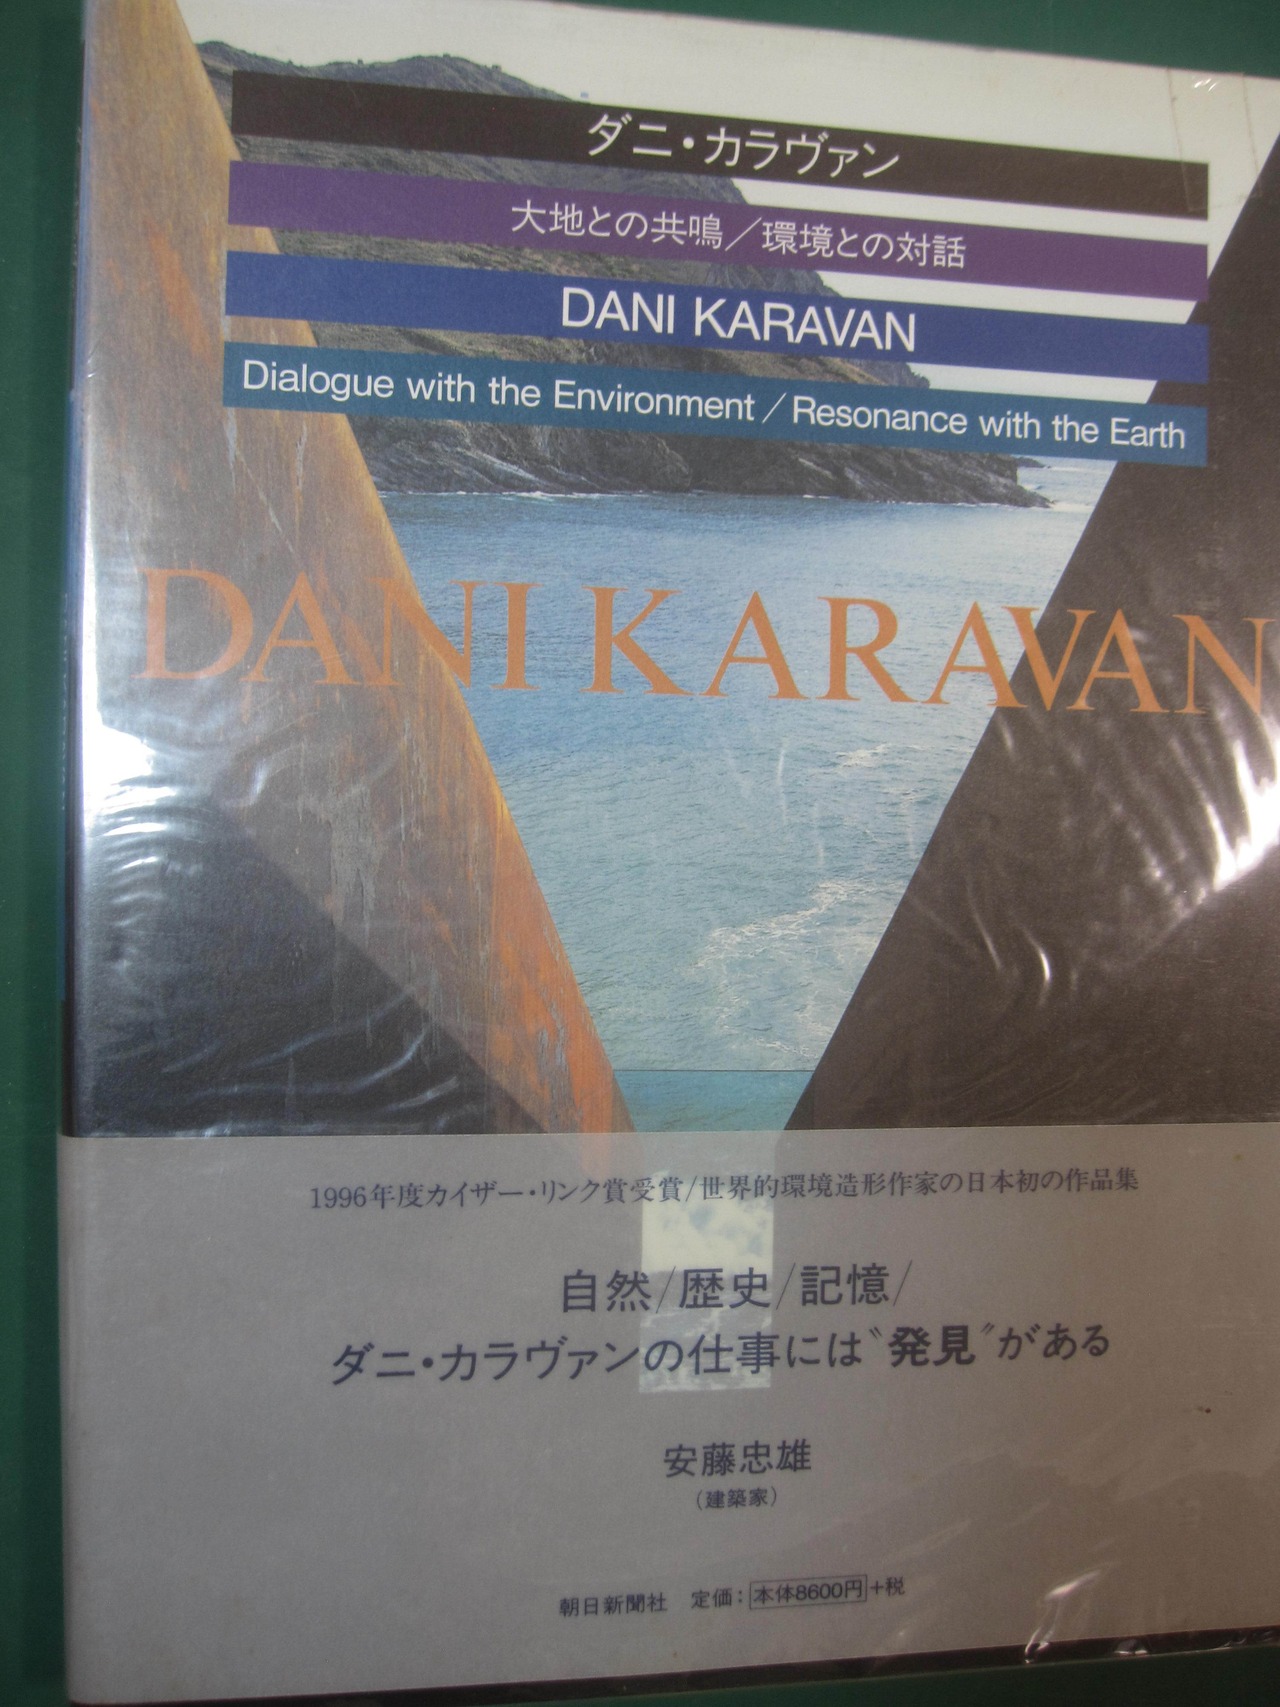 ダニ・カラヴァン
大地との共鳴／環境との対話
DANI KARAVAN
Dialogue with the Environment / Resonance with the Earth
DANI KARAVAN
1996年度カイザー・リンク賞受賞/世界的環境造形作家の日本初の作品集
自然/歴史/記憶/
ダニ・カラヴァンの仕事には〝発見〞がある
安藤忠雄
（建築家）
朝日新聞社 定価：本体8600円+税